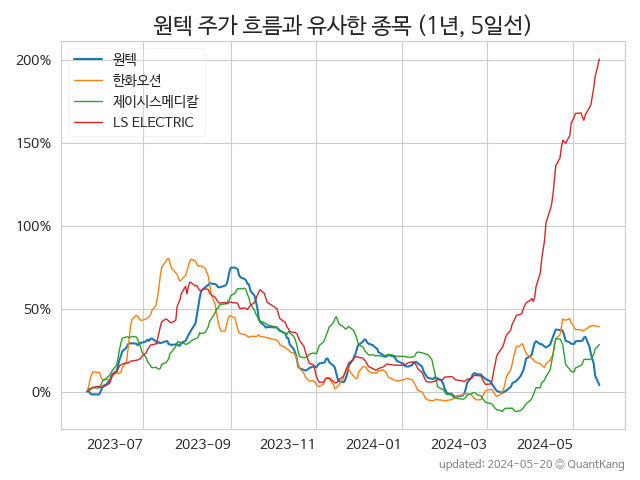 원텍 주가 흐름과 유사한 종목 (1년, 5일선)
200%
150%
100%
50%
0%
원텍
한화오션
제이시스메디칼
LS ELECTRIC
2023-07
2023-09
2023-11
2024-01
2024-03
2024-05
updated: 2024-05-20 © QuantKang